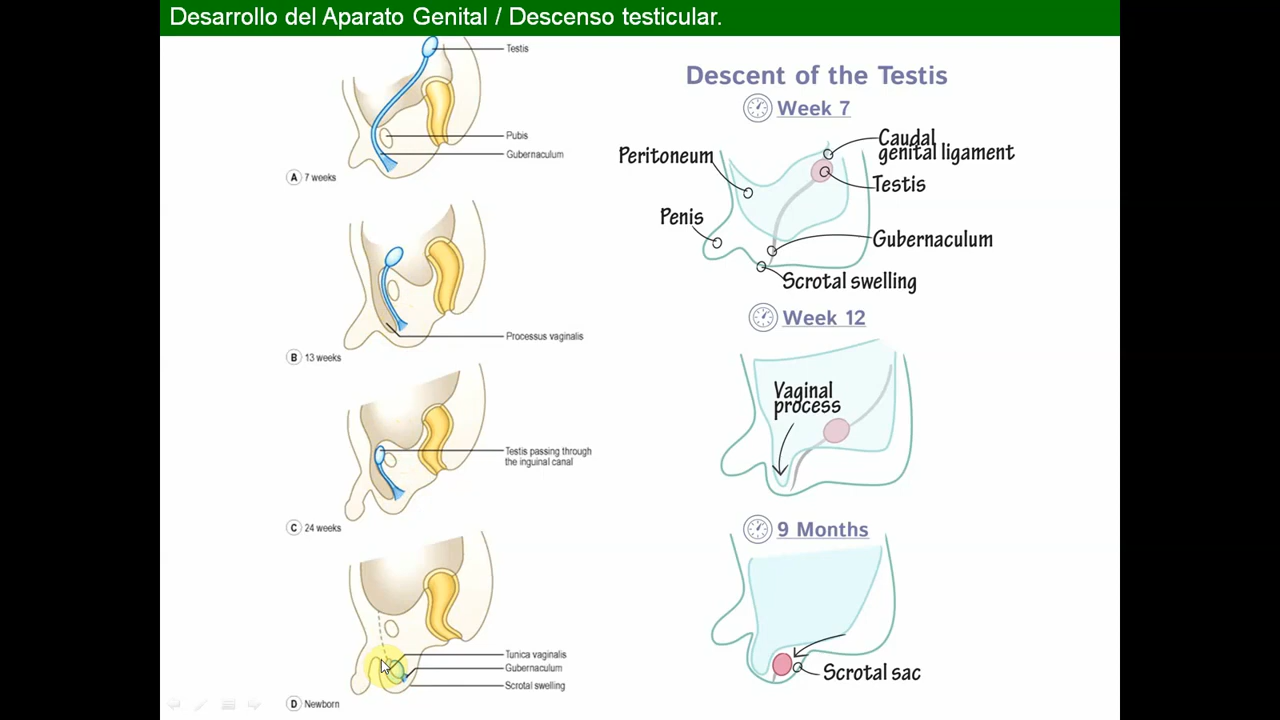 Desarrollo del Aparato Genital / Descenso testicular.
Testis
Pubis
Gubernaculum
A 7 weeks
Processus vaginalis
B 13 weeks
Testis passing through
the inguinal canal
C 24 weeks
Tunica vaginalis
Gubernaculum
Scrotal swelling
D Newborn
Descent of the Testis
Week 7
Peritoneum
Caudal
genital ligament
Testis
Penis
Gubernaculum
Scrotal swelling
Week 12
Vaginal
process
9 Months
Scrotal sac